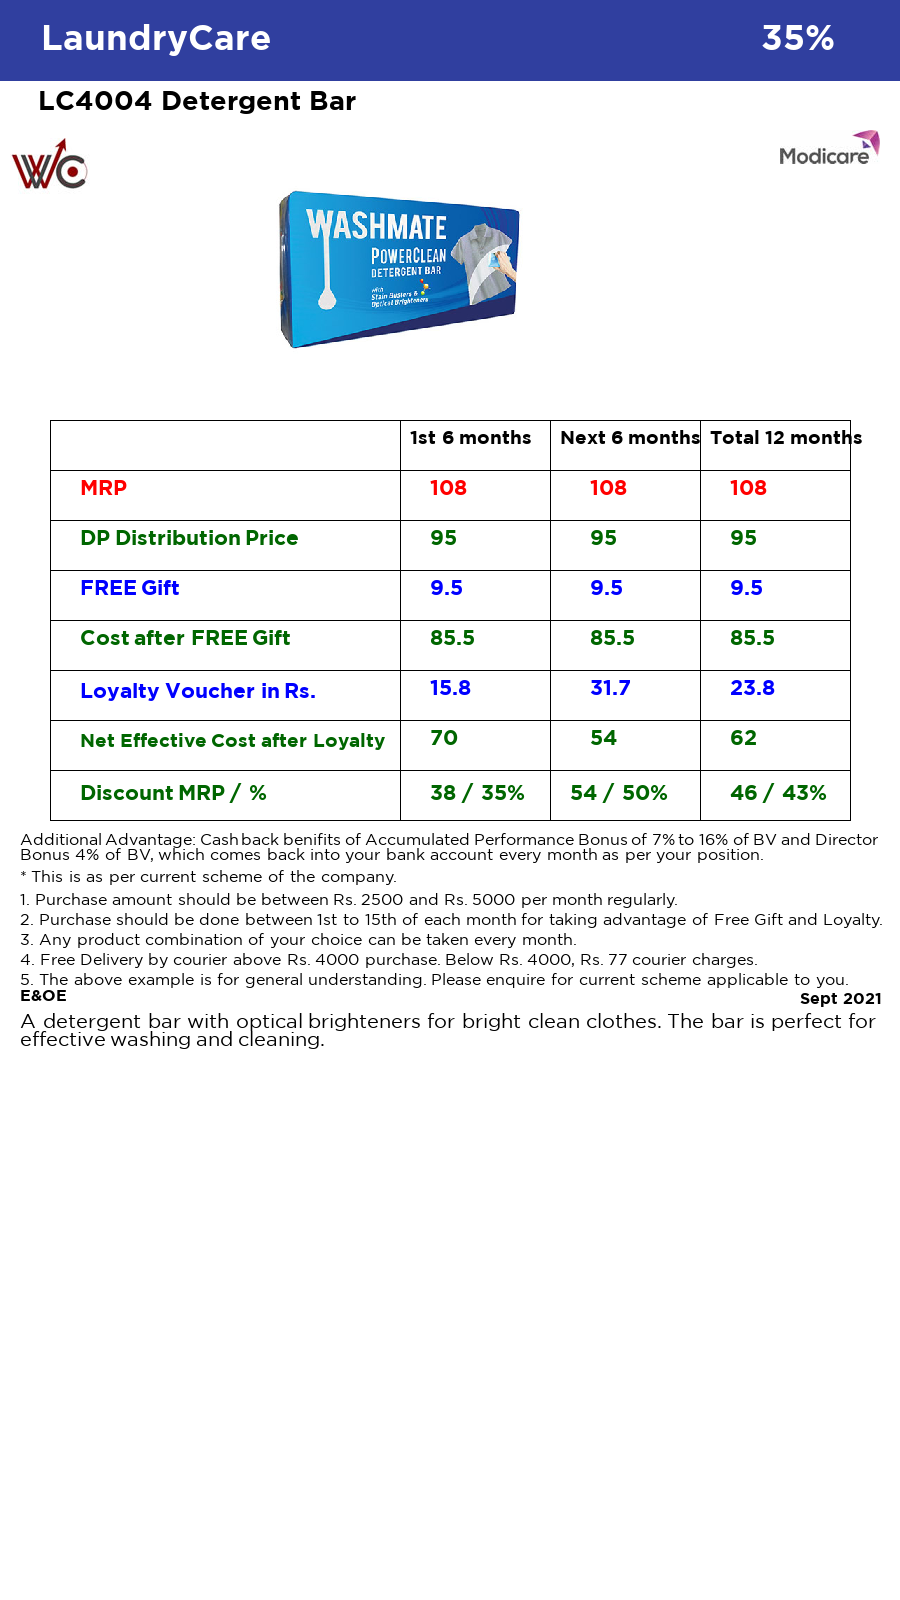 LaundryCare 35%
LC4004 Detergent Bar
WC
Modicare
WASHMATE
POWERCLEAN
DETERGENT BAR
with
Stain Busters &
Optical Brighteners
1st 6 months Next 6 months Total 12 months
MRP 108 108 108
DP Distribution Price 95 95 95
FREE Gift 9.5 9.5 9.5
Cost after FREE Gift 85.5 85.5 85.5
Loyalty Voucher in Rs. 15.8 31.7 23.8
Net Effective Cost after Loyalty 70 54 62
Discount MRP / % 38 / 35% 54 / 50% 46 / 43%
Additional Advantage: Cash back benifits of Accumulated Performance Bonus of 7% to 16% of BV and Director
Bonus 4% of BV, which comes back into your bank account every month as per your position.
* This is as per current scheme of the company.
1. Purchase amount should be between Rs. 2500 and Rs. 5000 per month regularly.
2. Purchase should be done between 1st to 15th of each month for taking advantage of Free Gift and Loyalty.
3. Any product combination of your choice can be taken every month.
4. Free Delivery by courier above Rs. 4000 purchase. Below Rs. 4000, Rs. 77 courier charges.
5. The above example is for general understanding. Please enquire for current scheme applicable to you.
E&OE Sept 2021
A detergent bar with optical brighteners for bright clean clothes. The bar is perfect for
effective washing and cleaning.